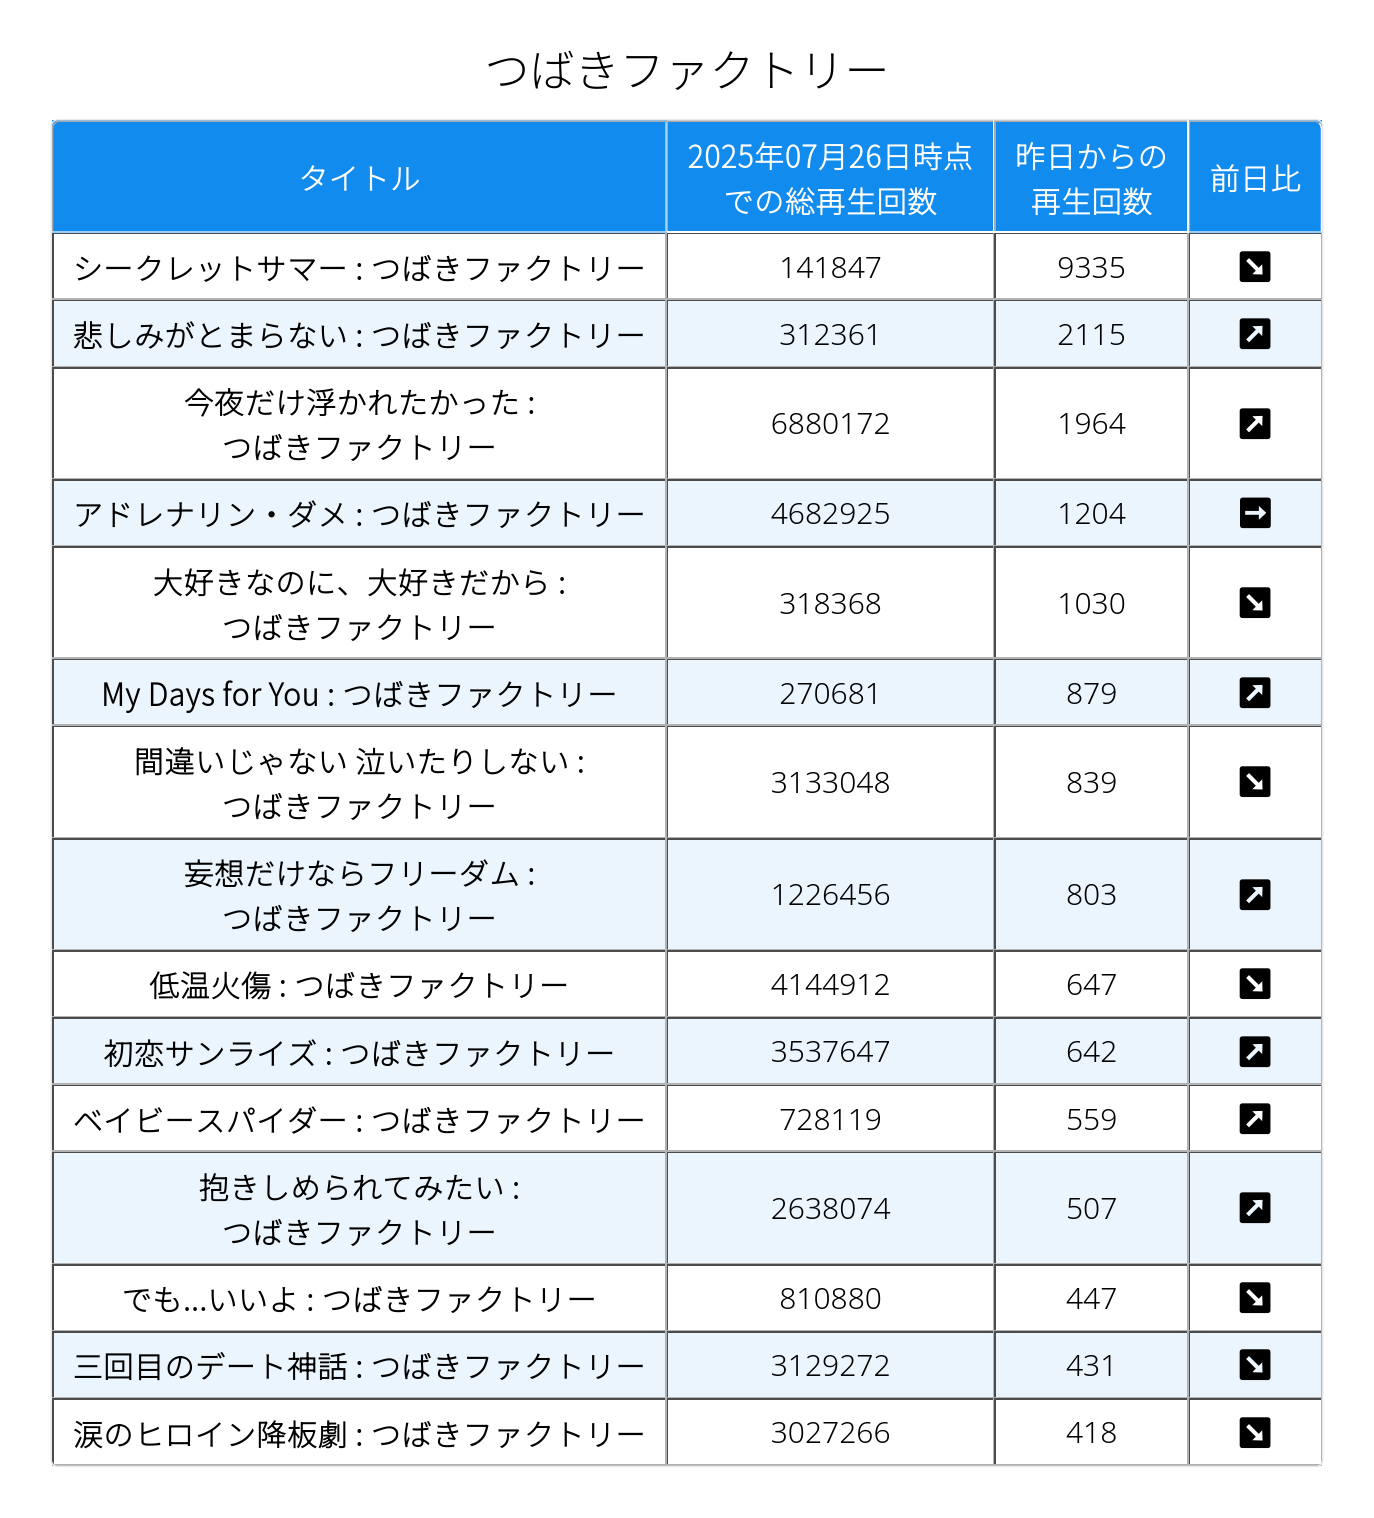 つばきファクトリー
タイトル
2025年07月26日時点
での総再生回数
昨日からの
再生回数
前日比
シークレットサマー : つばきファクトリー 141847 9335 ↘
悲しみがとまらない : つばきファクトリー 312361 2115 ↗
今夜だけ浮かれたかった :
つばきファクトリー 6880172 1964 ↗
アドレナリン・ダメ : つばきファクトリー 4682925 1204 →
大好きなのに、大好きだから :
つばきファクトリー 318368 1030 ↘
My Days for You : つばきファクトリー 270681 879 ↗
間違いじゃない 泣いたりしない :
つばきファクトリー 3133048 839 ↘
妄想だけならフリーダム :
つばきファクトリー 1226456 803 ↗
低温火傷 : つばきファクトリー 4144912 647 ↘
初恋サンライズ : つばきファクトリー 3537647 642 ↗
ベイビースパイダー : つばきファクトリー 728119 559 ↗
抱きしめられてみたい :
つばきファクトリー 2638074 507 ↗
でも...いいよ : つばきファクトリー 810880 447 ↘
三回目のデート神話 : つばきファクトリー 3129272 431 ↘
涙のヒロイン降板劇 : つばきファクトリー 3027266 418 ↘